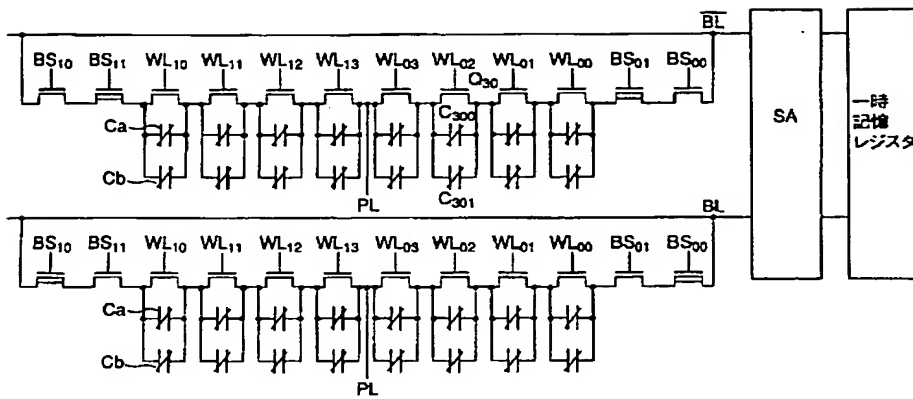 BL
BS10 BS11 WL10 WL11 WL12 WL13 WL03 WL02 WL01 WL00 BS01 BS00
Q30
Ca C300
Cb C301
PL
SA
一時
記憶
レジスタ
BL
BS10 BS11 WL10 WL11 WL12 WL13 WL03 WL02 WL01 WL00 BS01 BS00
Ca
Cb
PL